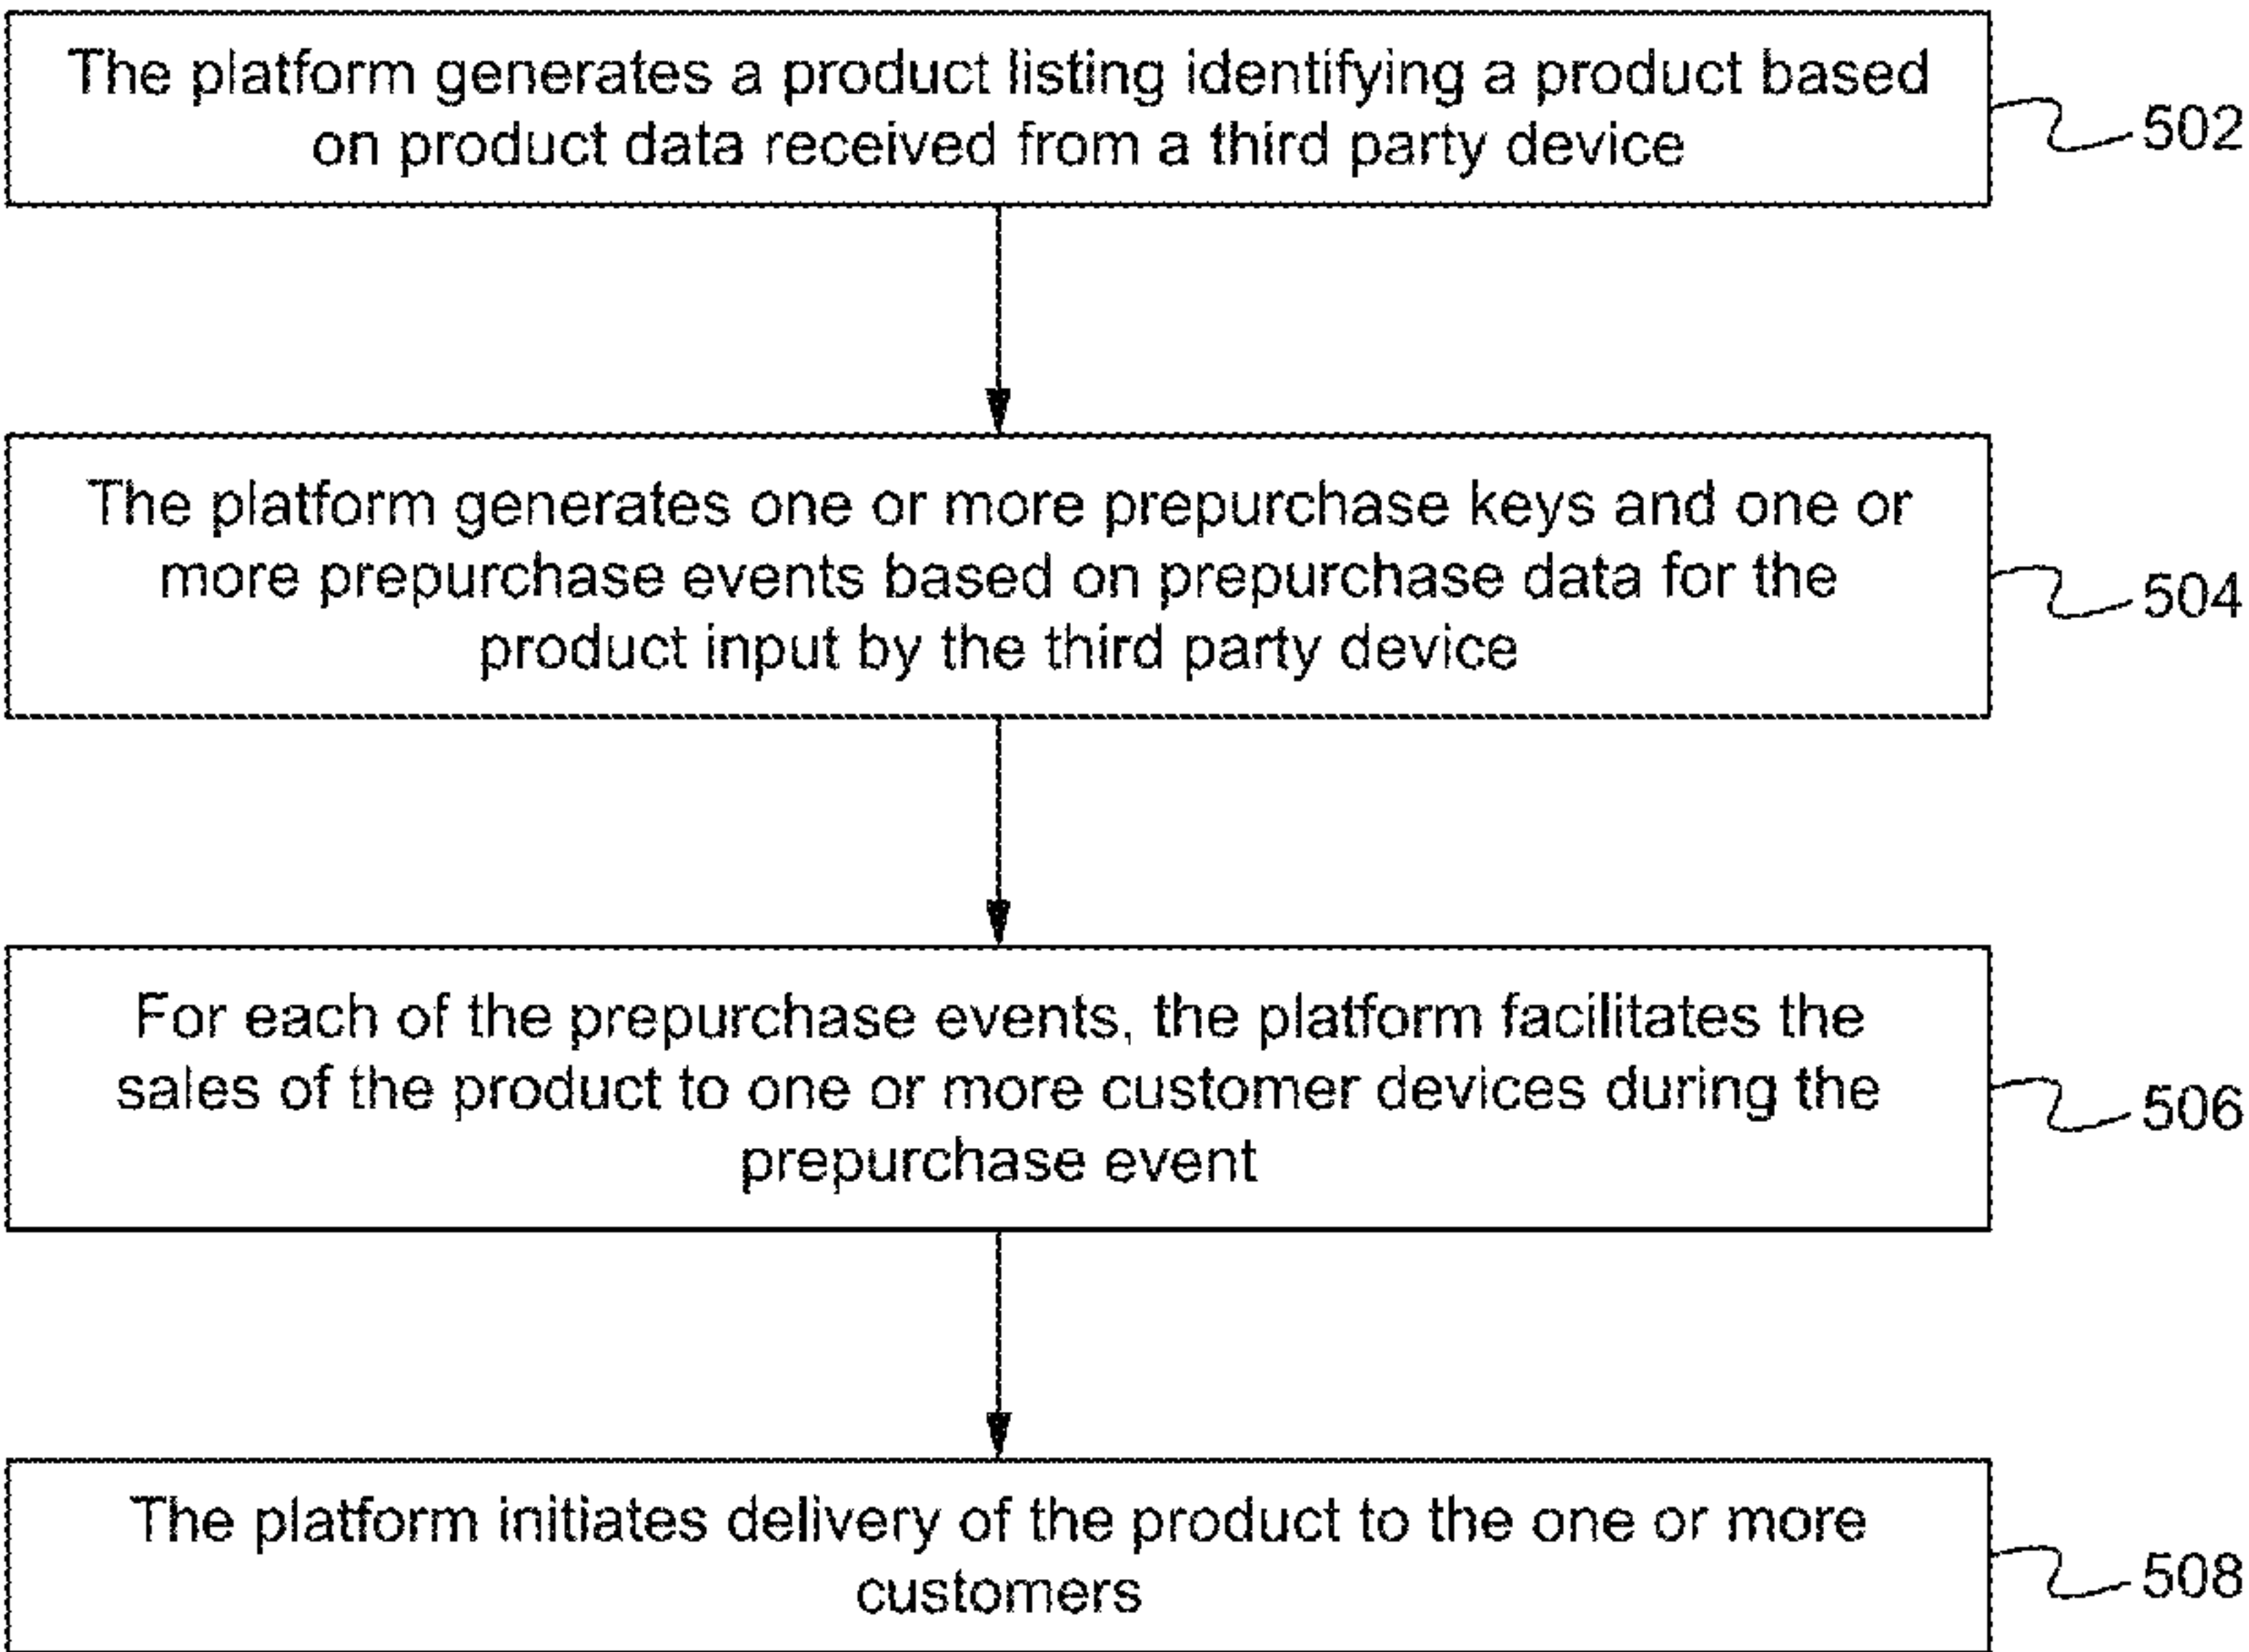 The platform generates a product listing identifying a product based
on product data received from a third party device
502
The platform generates one or more prepurchase keys and one or
more prepurchase events based on prepurchase data for the
product input by the third party device
504
For each of the prepurchase events, the platform facilitates the
sales of the product to one or more customer devices during the
prepurchase event
506
The platform initiates delivery of the product to the one or more
customers
508